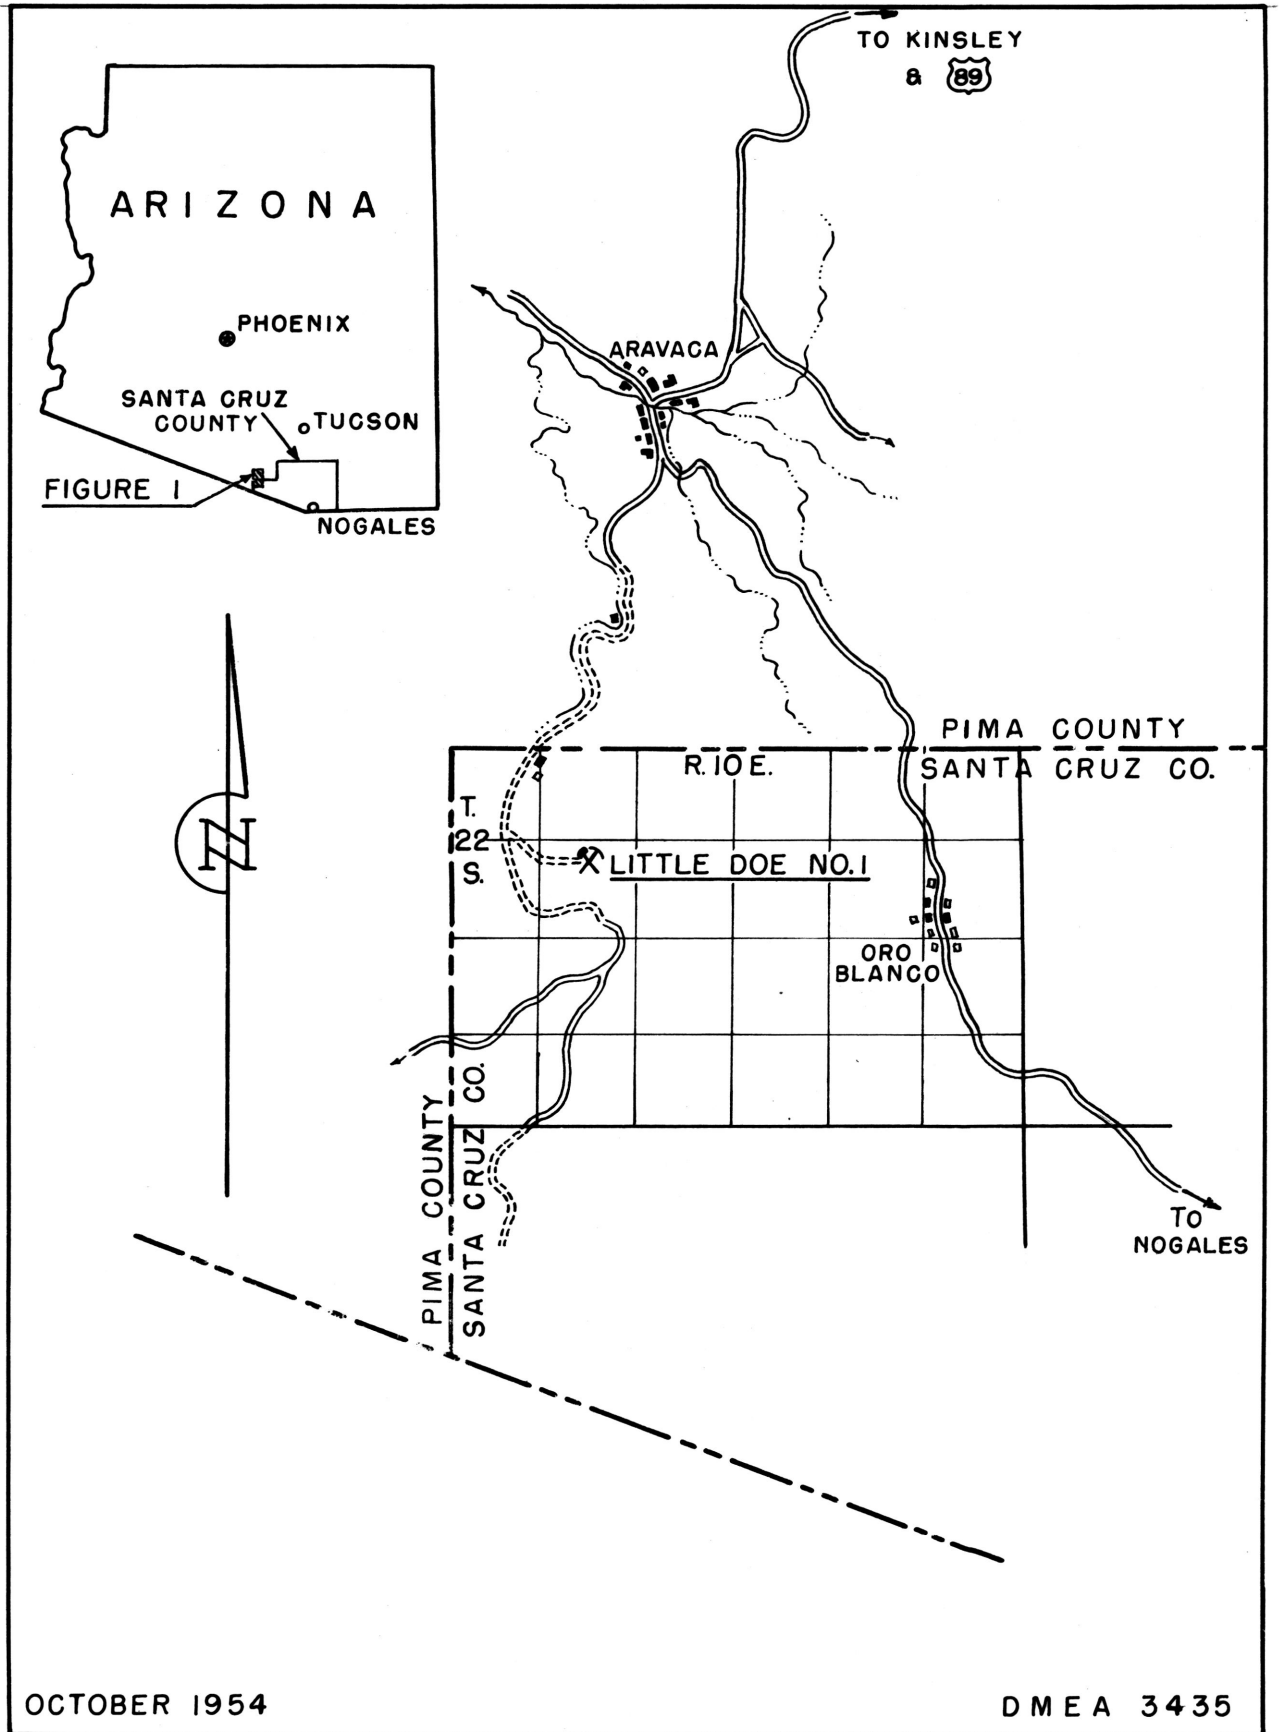 TO KINSLEY
& 89
ARIZONA
PHOENIX
SANTA CRUZ
COUNTY
TUCSON
FIGURE 1
NOGALES
ARAVACA
N
PIMA COUNTY
R. 10 E.
SANTA CRUZ CO.
T.
22
S.
LITTLE DOE NO. 1
ORO
BLANCO
PIMA COUNTY
SANTA CRUZ CO.
TO
NOGALES
OCTOBER 1954
DMEA 3435